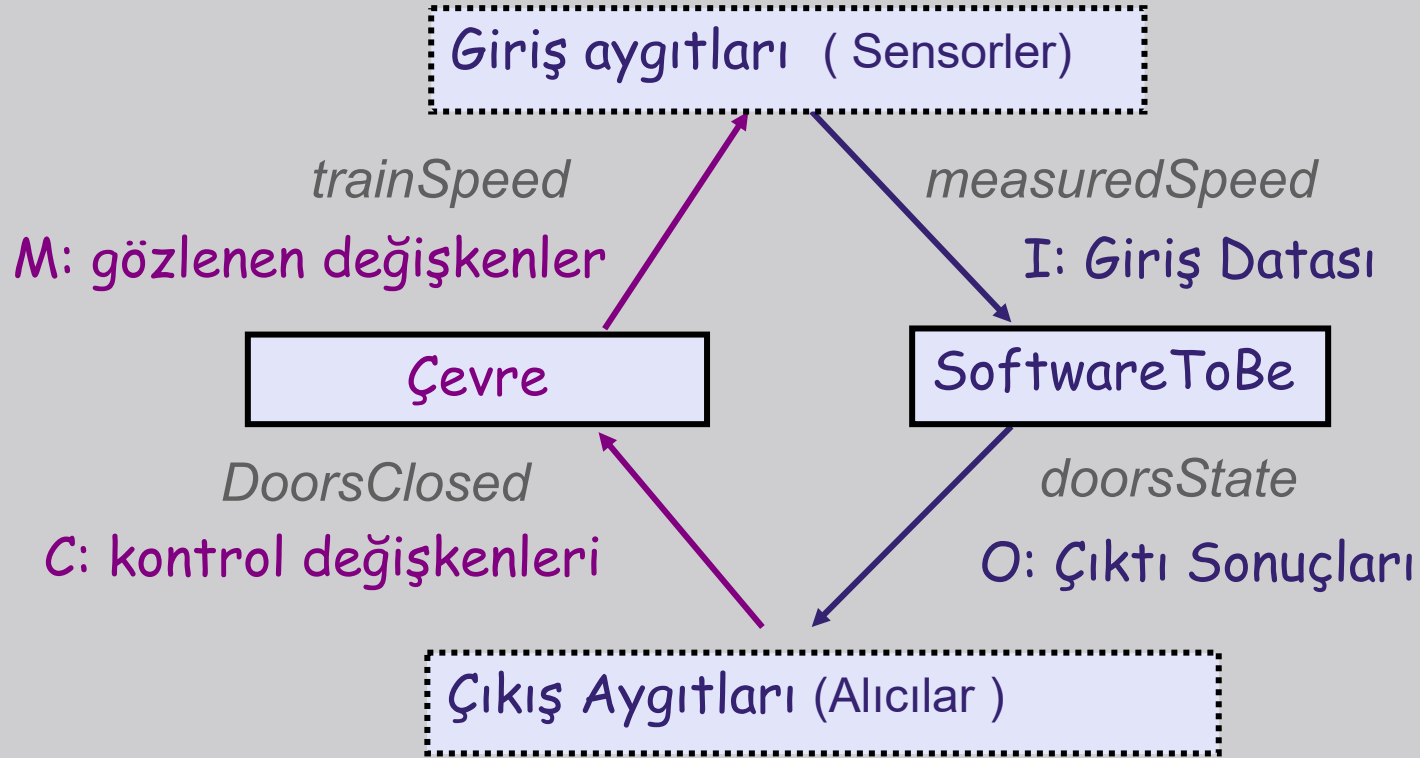 Giriş aygıtları ( Sensorler)
trainSpeed
measuredSpeed
M: gözlenen değişkenler
I: Giriş Datası
Çevre
SoftwareToBe
DoorsClosed
doorsState
C: kontrol değişkenleri
O: Çıktı Sonuçları
Çıkış Aygıtları (Alıcılar )